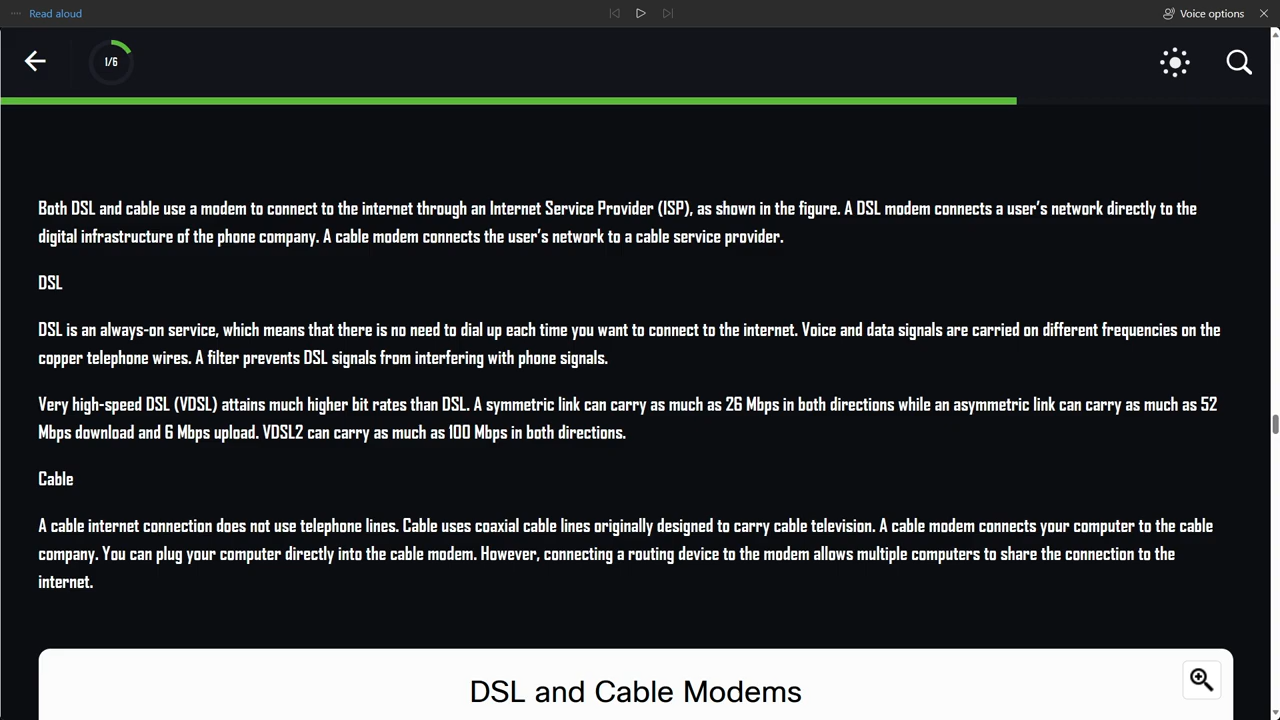 Read aloud
Voice options
1/6
Both DSL and cable use a modem to connect to the internet through an Internet Service Provider (ISP), as shown in the figure. A DSL modem connects a user’s network directly to the
digital infrastructure of the phone company. A cable modem connects the user’s network to a cable service provider.
DSL
DSL is an always-on service, which means that there is no need to dial up each time you want to connect to the internet. Voice and data signals are carried on different frequencies on the
copper telephone wires. A filter prevents DSL signals from interfering with phone signals.
Very high-speed DSL (VDSL) attains much higher bit rates than DSL. A symmetric link can carry as much as 26 Mbps in both directions while an asymmetric link can carry as much as 52
Mbps download and 6 Mbps upload. VDSL2 can carry as much as 100 Mbps in both directions.
Cable
A cable internet connection does not use telephone lines. Cable uses coaxial cable lines originally designed to carry cable television. A cable modem connects your computer to the cable
company. You can plug your computer directly into the cable modem. However, connecting a routing device to the modem allows multiple computers to share the connection to the
internet.
DSL and Cable Modems